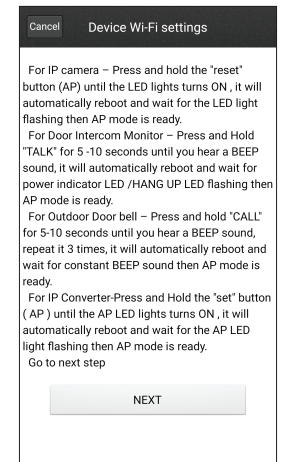 Cancel Device Wi-Fi settings
For IP camera – Press and hold the "reset"
button (AP) until the LED lights turns ON , it will
automatically reboot and wait for the LED light
flashing then AP mode is ready.
For Door Intercom Monitor – Press and Hold
"TALK" for 5 -10 seconds until you hear a BEEP
sound, it will automatically reboot and wait for
power indicator LED /HANG UP LED flashing then
AP mode is ready.
For Outdoor Door bell – Press and hold "CALL"
for 5-10 seconds until you hear a BEEP sound,
repeat it 3 times, it will automatically reboot and
wait for constant BEEP sound then AP mode is
ready.
For IP Converter-Press and Hold the "set" button
( AP ) until the AP LED lights turns ON , it will
automatically reboot and wait for the AP LED
light flashing then AP mode is ready.
Go to next step
NEXT